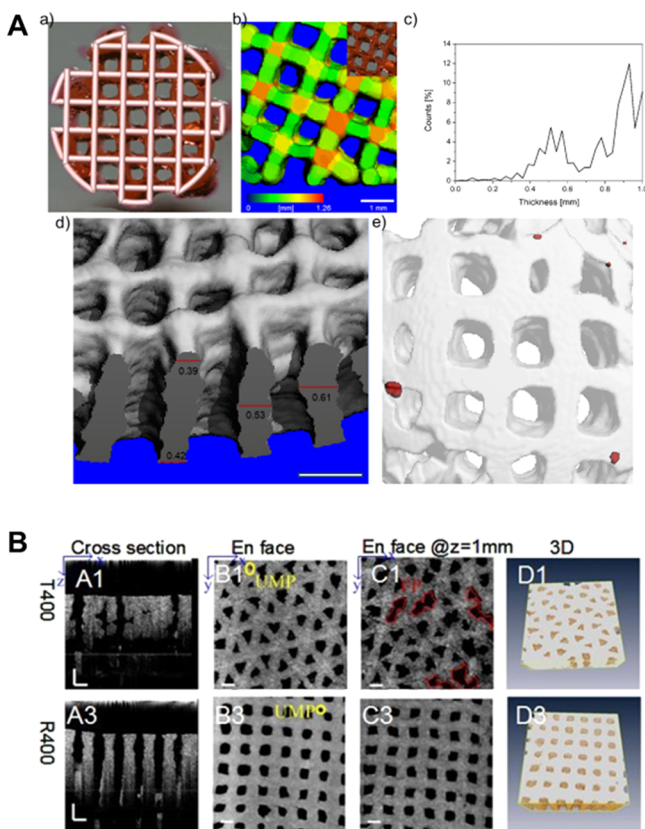 A
a)
b)
c)
14
12
10
8
6
4
2
0
Counts [%]
0.0
0.2
0.4
0.6
0.8
1.0
Thickness [mm]
0
[mm]
1.26
1 mm
d)
0.39
0.53
0.61
0.42
e)
B
Cross section
En face
En face @z=1mm
3D
T400
x
z
A1
x
y
B1
UMP
x
y
C1
FP
D1
R400
A3
B3
UMP
C3
D3